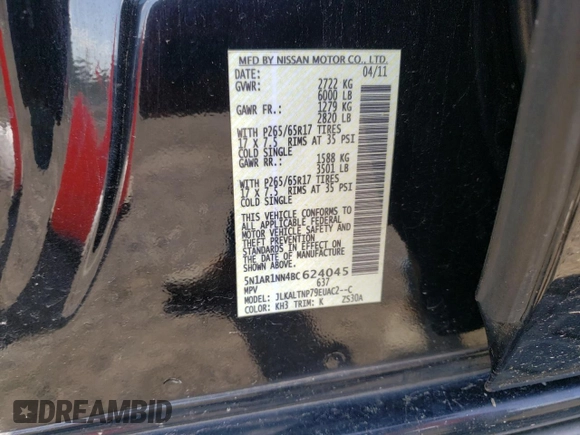 MFD BY NISSAN MOTOR CO., LTD.
DATE: 04/11
GVWR: 2722 KG
6000 LB
GAWR FR.: 1279 KG
2820 LB
WITH P265/65R17 TIRES
17 X 7.5 RIMS AT 35 PSI
COLD SINGLE
GAWR RR.: 1588 KG
3501 LB
WITH P265/65R17 TIRES
17 X 7.5 RIMS AT 35 PSI
COLD SINGLE
THIS VEHICLE CONFORMS TO
ALL APPLICABLE FEDERAL
MOTOR VEHICLE SAFETY AND
THEFT PREVENTION
STANDARDS IN EFFECT ON THE
DATE OF MANUFACTURE SHOWN
ABOVE.
5N1AR1NN4BC624045
MPV 637
MODEL: JLKALTNP79EUAC2--C
COLOR: KH3 TRIM: K ZS30A
DREAMBID